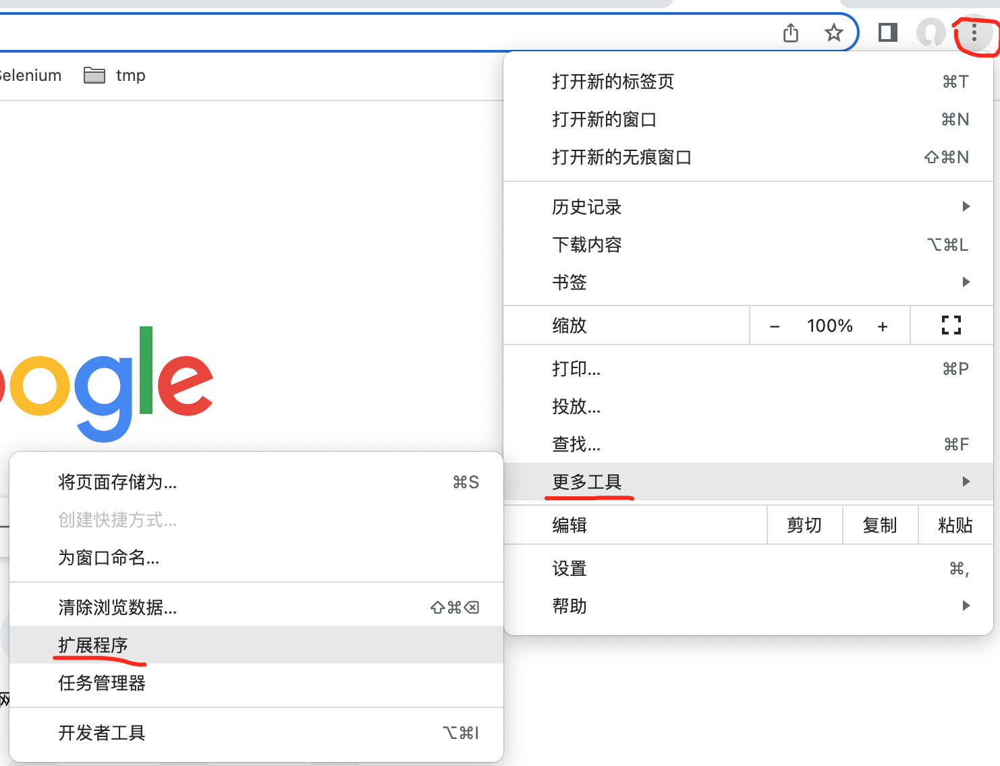 Selenium
tmp
打开新的标签页 ⌘T
打开新的窗口 ⌘N
打开新的无痕窗口 ⇧⌘N
历史记录
下载内容 ⌥⌘L
书签
缩放 − 100% +
打印... ⌘P
投放...
查找... ⌘F
更多工具
编辑 剪切 复制 粘贴
设置 ⌘,
帮助
ogle
将页面存储为... ⌘S
创建快捷方式...
为窗口命名...
清除浏览数据... ⇧⌘⌫
扩展程序
任务管理器
开发者工具 ⌥⌘I
网